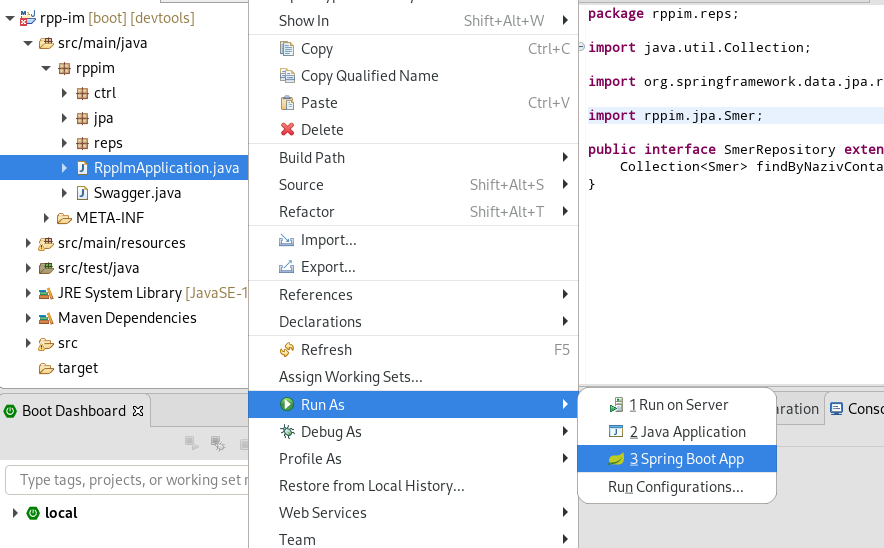 rpp-im [boot] [devtools]
src/main/java
rppim
ctrl
jpa
reps
RppImApplication.java
Swagger.java
META-INF
src/main/resources
src/test/java
JRE System Library [JavaSE-1
Maven Dependencies
src
target
Boot Dashboard
Type tags, projects, or working set
local
Show In Shift+Alt+W
Copy Ctrl+C
Copy Qualified Name
Paste Ctrl+V
Delete
Build Path
Source Shift+Alt+S
Refactor Shift+Alt+T
Import...
Export...
References
Declarations
Refresh F5
Assign Working Sets...
Run As
Debug As
Profile As
Restore from Local History...
Web Services
Team
1 Run on Server
2 Java Application
3 Spring Boot App
Run Configurations...
package rppim.reps;
import java.util.Collection;
import org.springframework.data.jpa.r
import rppim.jpa.Smer;
public interface SmerRepository exten
Collection<Smer> findByNazivConta
}
aration
Conso